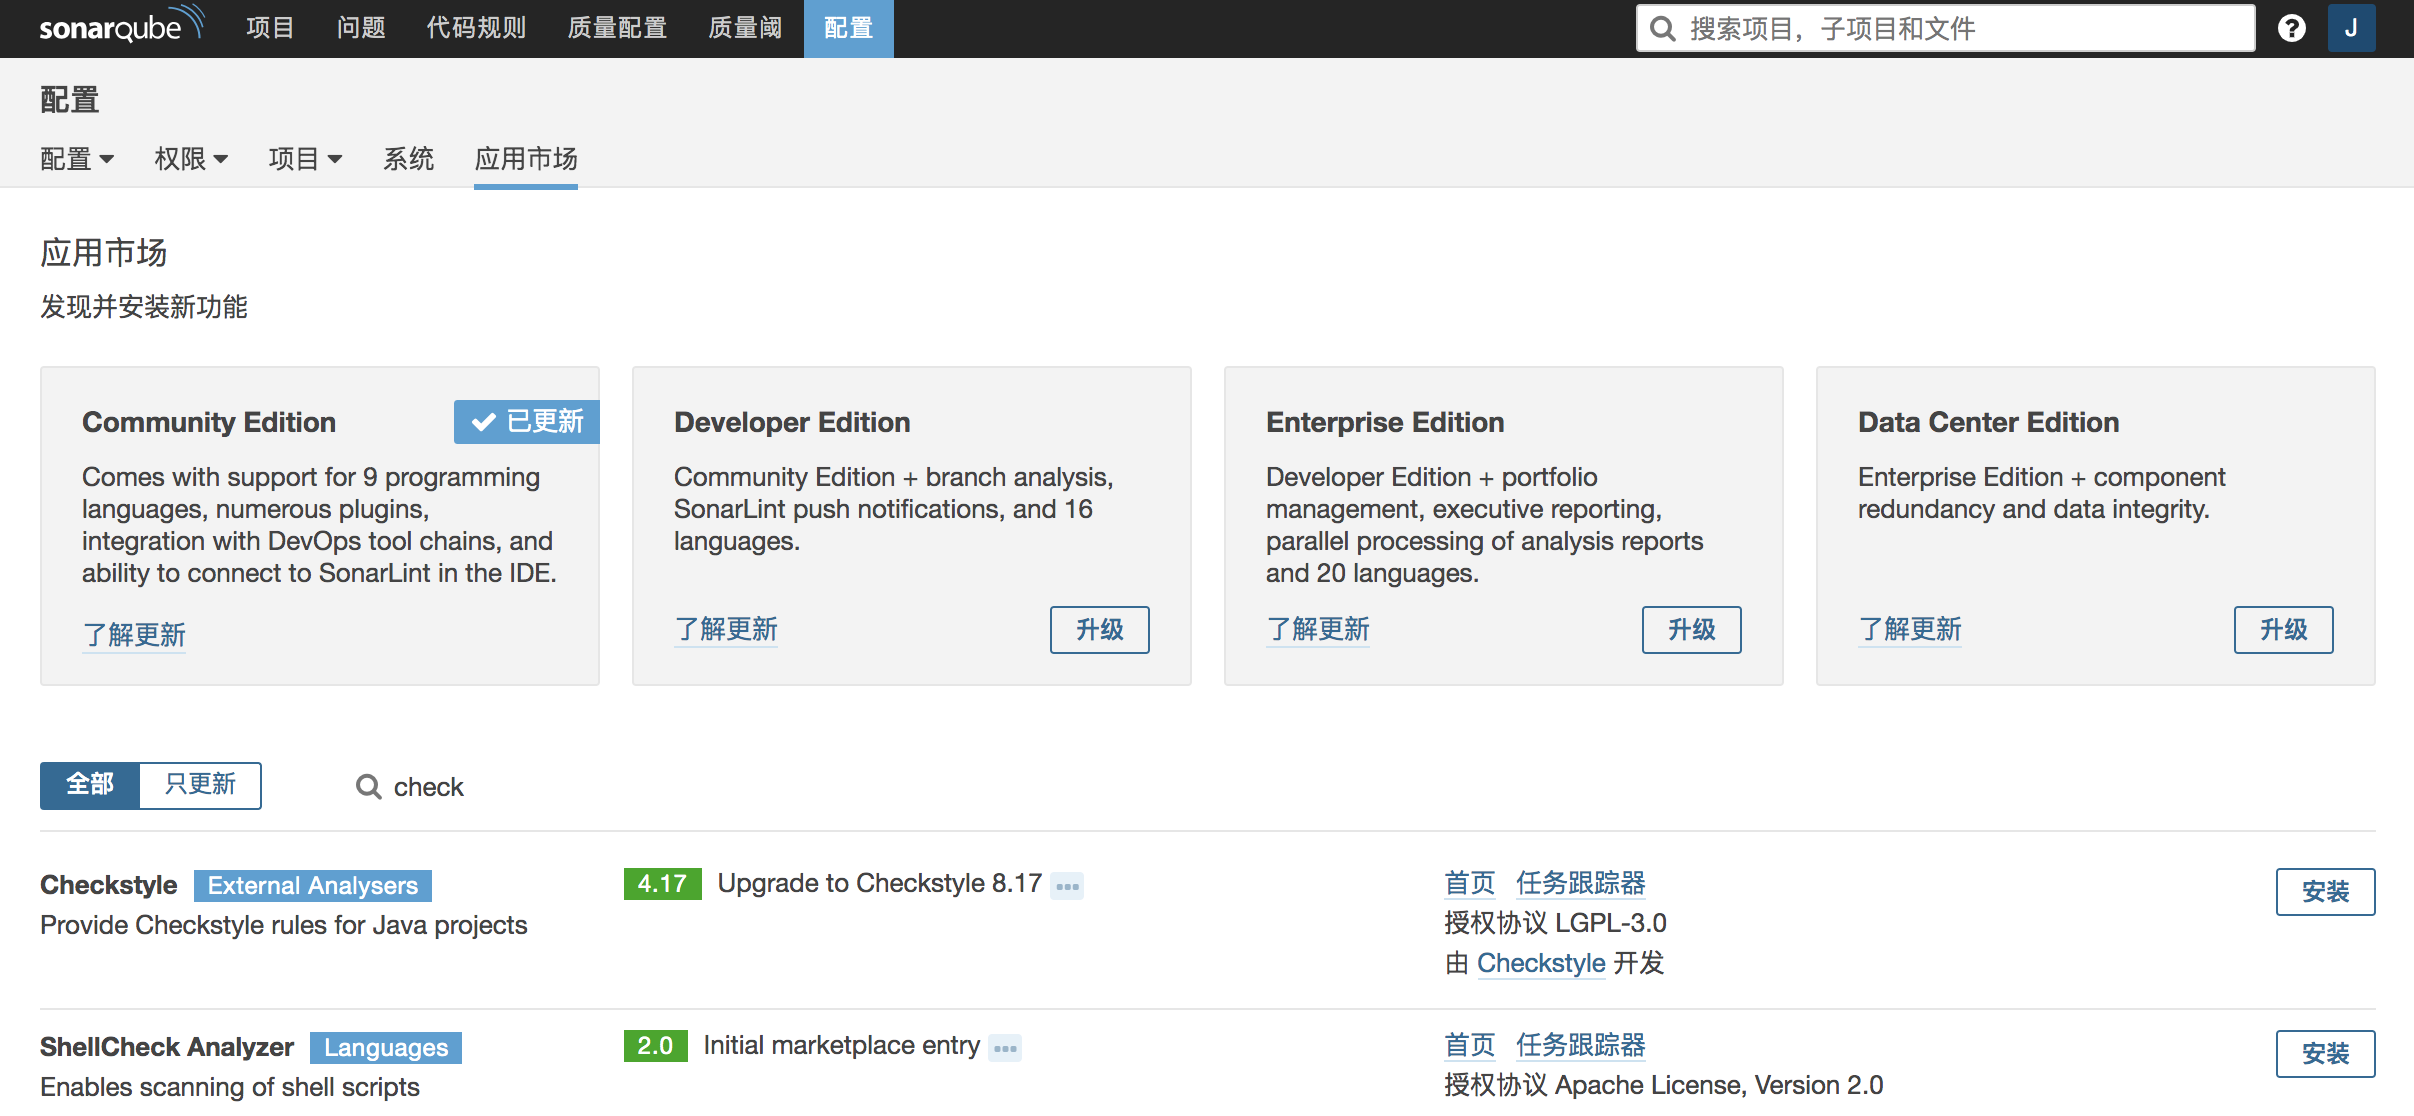 sonarqube 项目 问题 代码规则 质量配置 质量阈 配置 搜索项目，子项目和文件 ? J
配置
配置 权限 项目 系统 应用市场
应用市场
发现并安装新功能
Community Edition 已更新
Comes with support for 9 programming
languages, numerous plugins,
integration with DevOps tool chains, and
ability to connect to SonarLint in the IDE.
了解更新
Developer Edition
Community Edition + branch analysis,
SonarLint push notifications, and 16
languages.
了解更新 升级
Enterprise Edition
Developer Edition + portfolio
management, executive reporting,
parallel processing of analysis reports
and 20 languages.
了解更新 升级
Data Center Edition
Enterprise Edition + component
redundancy and data integrity.
了解更新 升级
全部 只更新 check
Checkstyle External Analysers
Provide Checkstyle rules for Java projects
4.17 Upgrade to Checkstyle 8.17 ...
首页 任务跟踪器
授权协议 LGPL-3.0
由 Checkstyle 开发
安装
ShellCheck Analyzer Languages
Enables scanning of shell scripts
2.0 Initial marketplace entry ...
首页 任务跟踪器
授权协议 Apache License, Version 2.0
安装